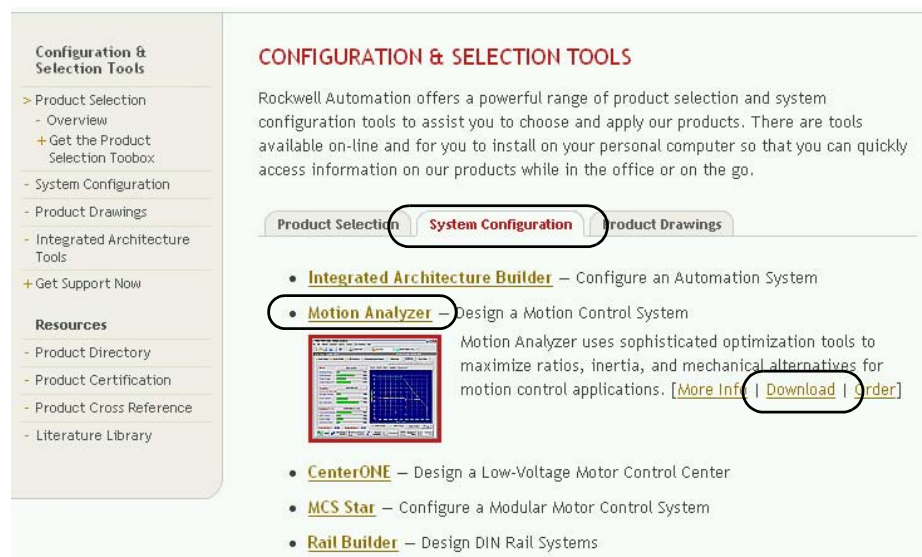 Configuration &
Selection Tools
> Product Selection
- Overview
+ Get the Product
Selection Toobox
- System Configuration
- Product Drawings
- Integrated Architecture
Tools
+ Get Support Now
Resources
- Product Directory
- Product Certification
- Product Cross Reference
- Literature Library
CONFIGURATION & SELECTION TOOLS
Rockwell Automation offers a powerful range of product selection and system
configuration tools to assist you to choose and apply our products. There are tools
available on-line and for you to install on your personal computer so that you can quickly
access information on our products while in the office or on the go.
Product Selection System Configuration Product Drawings
• Integrated Architecture Builder – Configure an Automation System
• Motion Analyzer – Design a Motion Control System
Motion Analyzer uses sophisticated optimization tools to
maximize ratios, inertia, and mechanical alternatives for
motion control applications. [More Info | Download | Order]
• CenterONE – Design a Low-Voltage Motor Control Center
• MCS Star – Configure a Modular Motor Control System
• Rail Builder – Design DIN Rail Systems